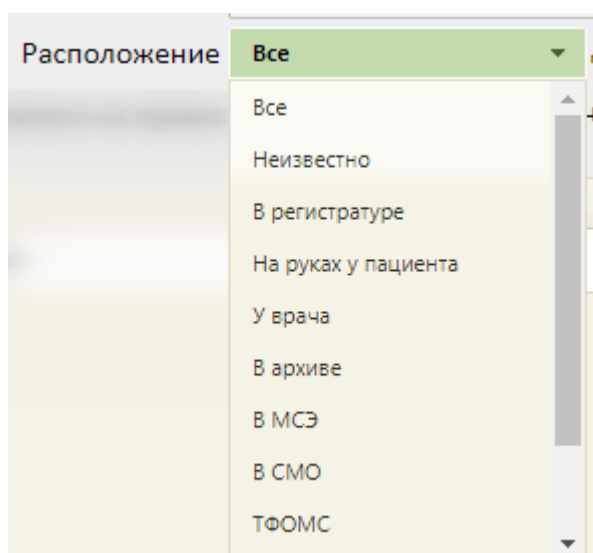 Расположение Все
Все
Неизвестно
В регистратуре
На руках у пациента
У врача
В архиве
В МСЭ
В СМО
ТФОМС